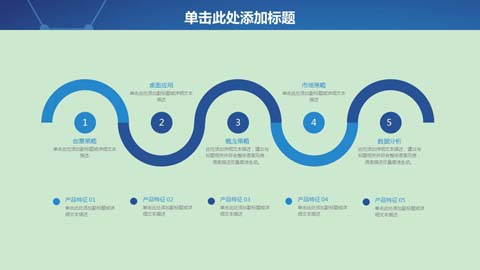 单击此处添加标题
桌面应用
单击此处添加副标题或详细文本
描述
市场策略
单击此处添加副标题或详细文本
描述
1
2
3
4
5
创意策略
单击此处添加副标题或详细文本
描述
概念策略
此处添加详细文本描述，建议与
标题相关并符合整体语言风格
语言描述尽量简洁生动。
数据分析
此处添加详细文本描述，建议与
标题相关并符合整体语言风格
语言描述尽量简洁生动。
产品特征 01
单击此处添加副标题或详
细文本描述
产品特征 02
单击此处添加副标题或详
细文本描述
产品特征 03
单击此处添加副标题或详
细文本描述
产品特征 04
单击此处添加副标题或详
细文本描述
产品特征 05
单击此处添加副标题或详
细文本描述